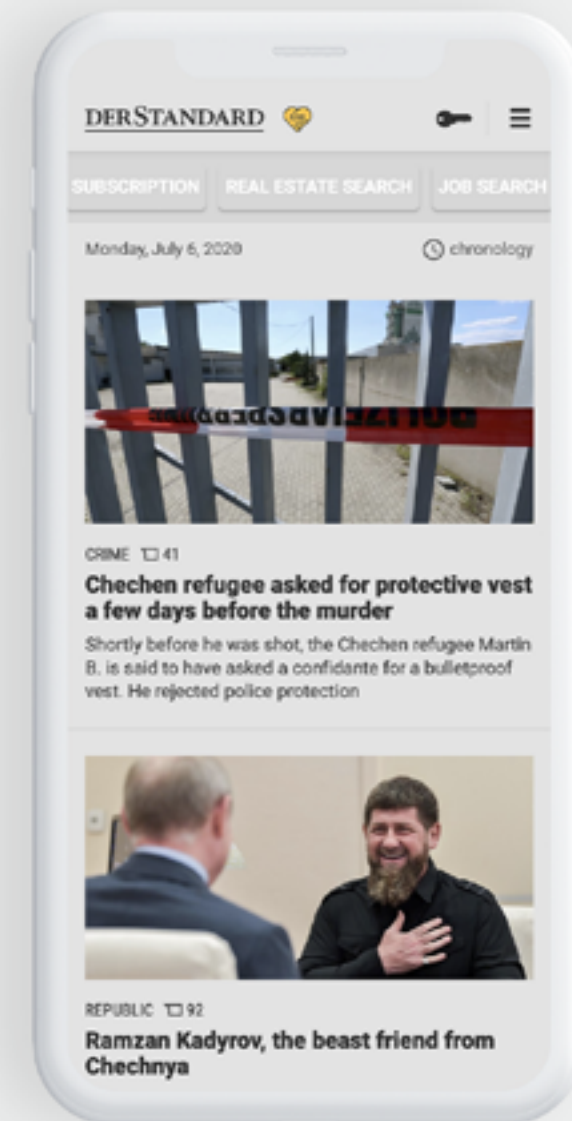 DERSTANDARD
SUBSCRIPTION
REAL ESTATE SEARCH
JOB SEARCH
Monday, July 6, 2020
chronology
CRIME 41
Chechen refugee asked for protective vest
a few days before the murder
Shortly before he was shot, the Chechen refugee Martin
B. is said to have asked a confidante for a bulletproof
vest. He rejected police protection
REPUBLIC 92
Ramzan Kadyrov, the beast friend from
Chechnya